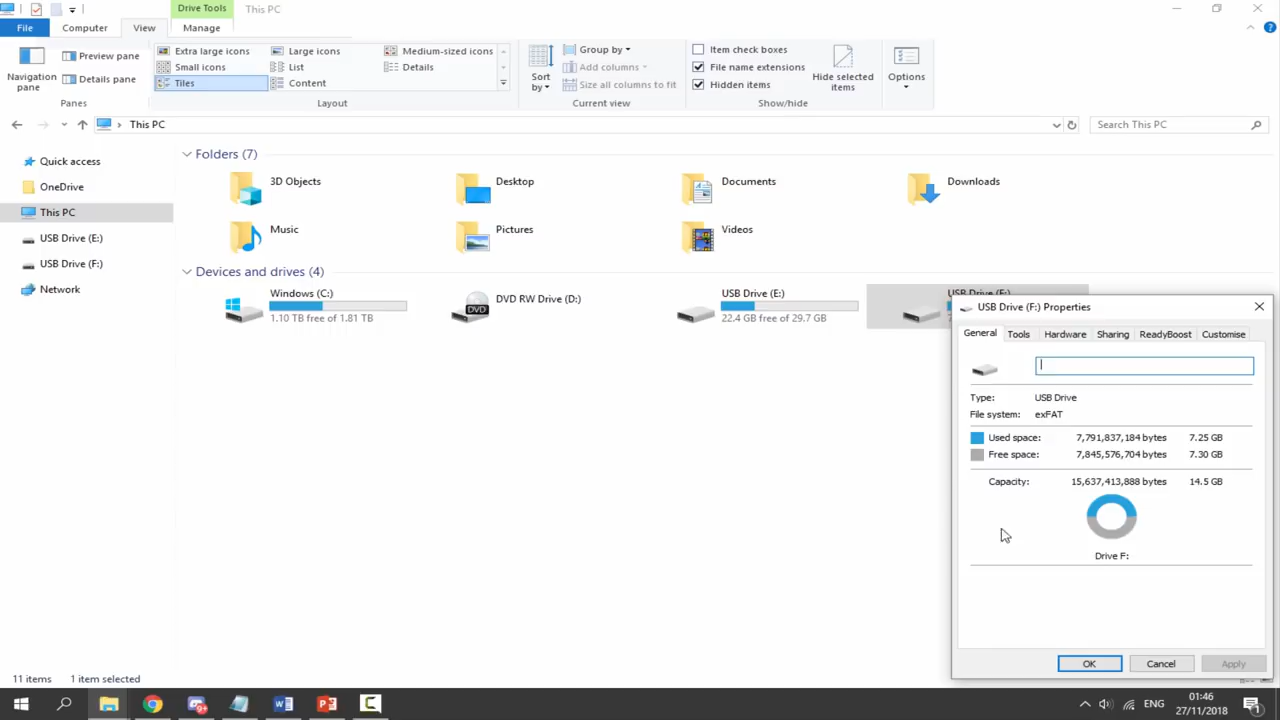 Drive Tools This PC
File Computer View Manage
Navigation pane
Preview pane
Details pane
Panes
Extra large icons Large icons Medium-sized icons
Small icons List Details
Tiles Content
Layout
Sort by
Group by
Add columns
Size all columns to fit
Current view
Item check boxes
File name extensions
Hidden items
Hide selected items
Show/hide
Options
This PC
Search This PC
Quick access
OneDrive
This PC
USB Drive (E:)
USB Drive (F:)
Network
Folders (7)
3D Objects Desktop Documents Downloads
Music Pictures Videos
Devices and drives (4)
Windows (C:)
1.10 TB free of 1.81 TB
DVD
DVD RW Drive (D:)
USB Drive (E:)
22.4 GB free of 29.7 GB
USB Drive (F:)
USB Drive (F:) Properties
General Tools Hardware Sharing ReadyBoost Customise
Type: USB Drive
File system: exFAT
Used space: 7,791,837,184 bytes 7.25 GB
Free space: 7,845,576,704 bytes 7.30 GB
Capacity: 15,637,413,888 bytes 14.5 GB
Drive F:
OK Cancel Apply
11 items 1 item selected
ENG
01:46
27/11/2018